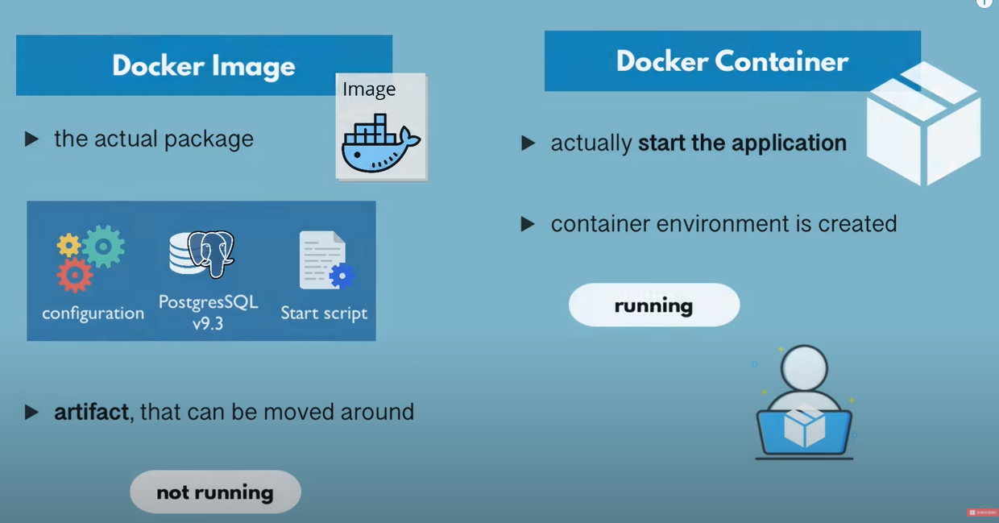 Docker Image
Image
the actual package
configuration
PostgresSQL
v9.3
Start script
artifact, that can be moved around
not running
Docker Container
actually start the application
container environment is created
running
SUBSCRIBE